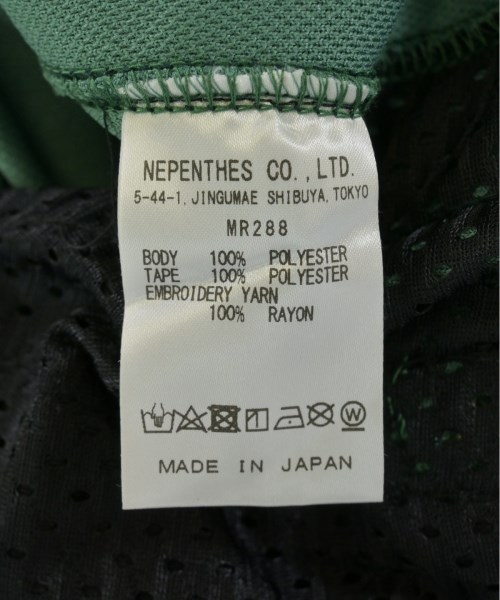 NEPENTHES CO., LTD.
5-44-1, JINGUMAE SHIBUYA, TOKYO
MR288
BODY 100% POLYESTER
TAPE 100% POLYESTER
EMBROIDERY YARN
100% RAYON
W
MADE IN JAPAN